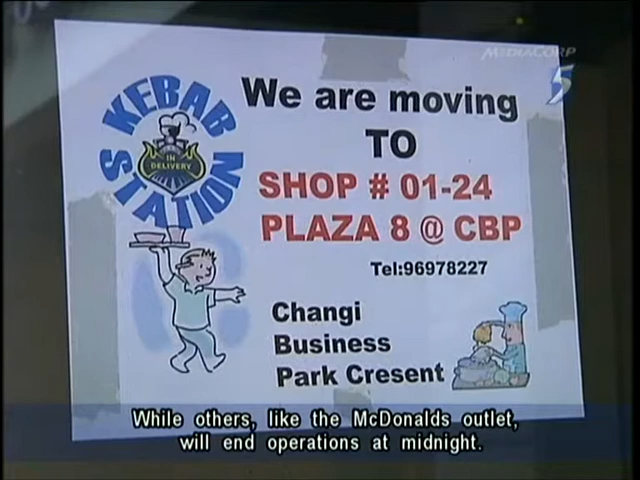 MEDIACORP
5
KEBAB
STATION
IN
DELIVERY
We are moving
TO
SHOP # 01-24
PLAZA 8 @ CBP
Tel:96978227
Changi
Business
Park Cresent
While others, like the McDonalds outlet,
will end operations at midnight.